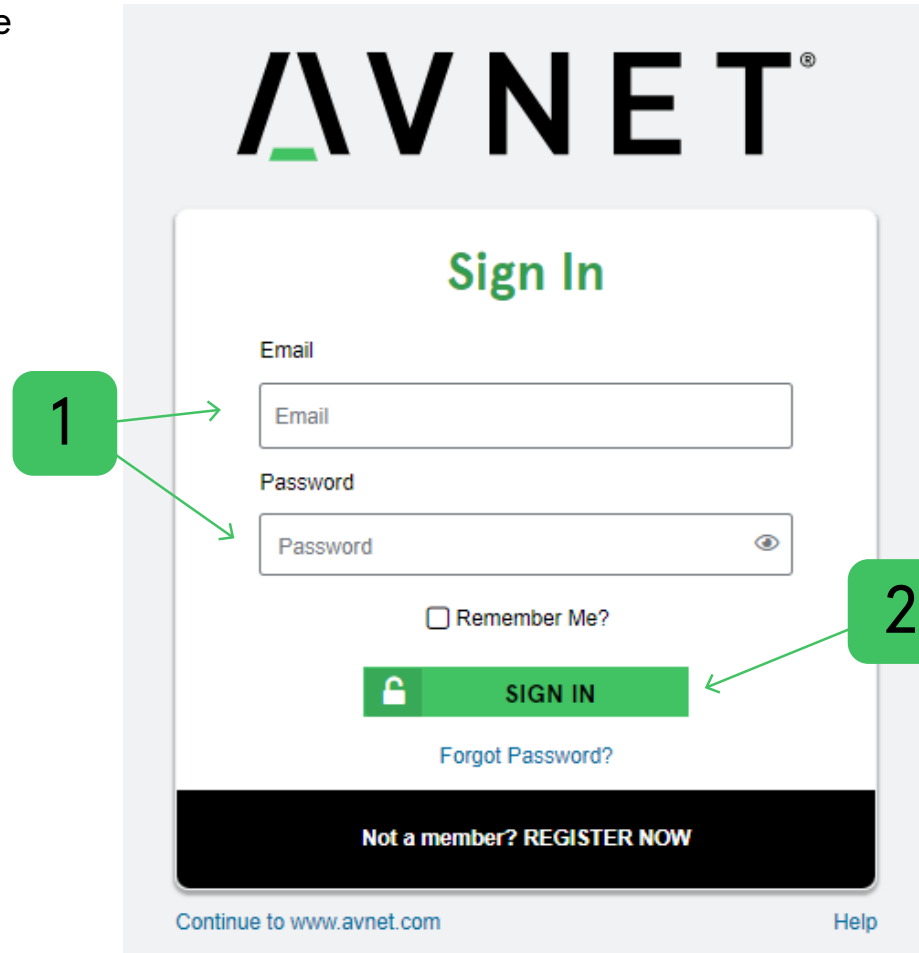 e
AVNET®
Sign In
Email
1
Email
Password
Password
2
Remember Me?
SIGN IN
Forgot Password?
Not a member? REGISTER NOW
Continue to www.avnet.com Help